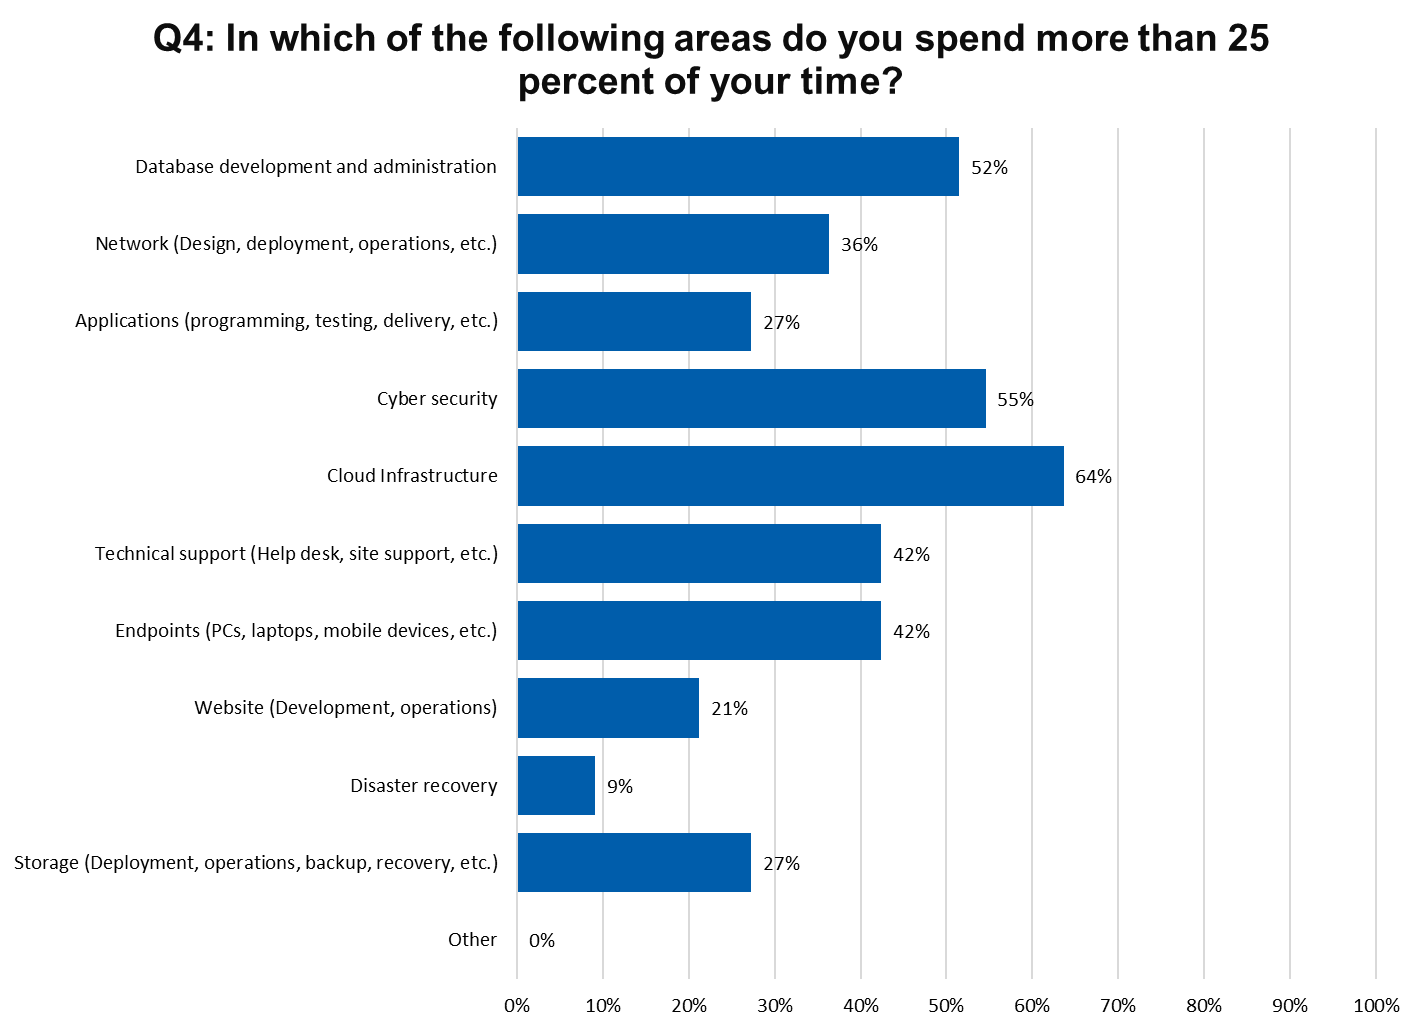 Q4: In which of the following areas do you spend more than 25
percent of your time?
Database development and administration
52%
Network (Design, deployment, operations, etc.)
36%
Applications (programming, testing, delivery, etc.)
27%
Cyber security
55%
Cloud Infrastructure
64%
Technical support (Help desk, site support, etc.)
42%
Endpoints (PCs, laptops, mobile devices, etc.)
42%
Website (Development, operations)
21%
Disaster recovery
9%
Storage (Deployment, operations, backup, recovery, etc.)
27%
Other
0%
0% 10% 20% 30% 40% 50% 60% 70% 80% 90% 100%